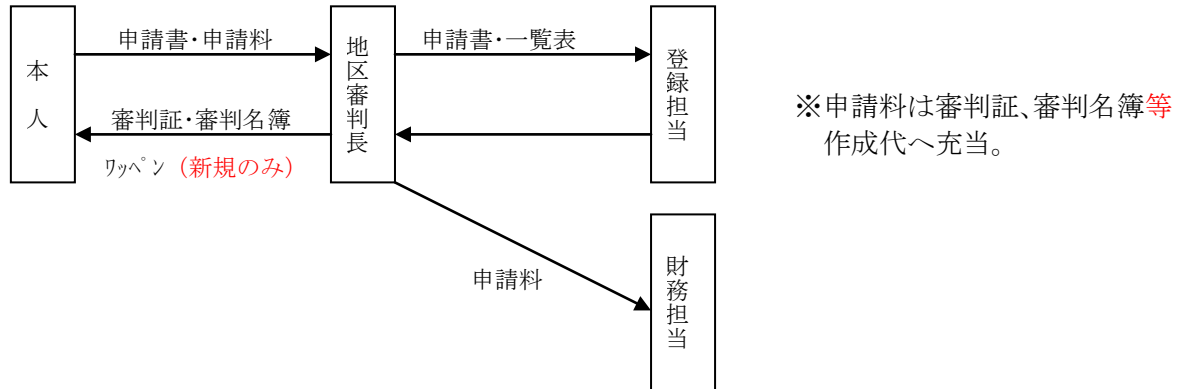 本人
申請書・申請料
審判証・審判名簿
ﾜｯﾍﾟﾝ（新規のみ）
地区審判長
申請書・一覧表
登録担当
申請料
財務担当
※申請料は審判証、審判名簿等
作成代へ充当。